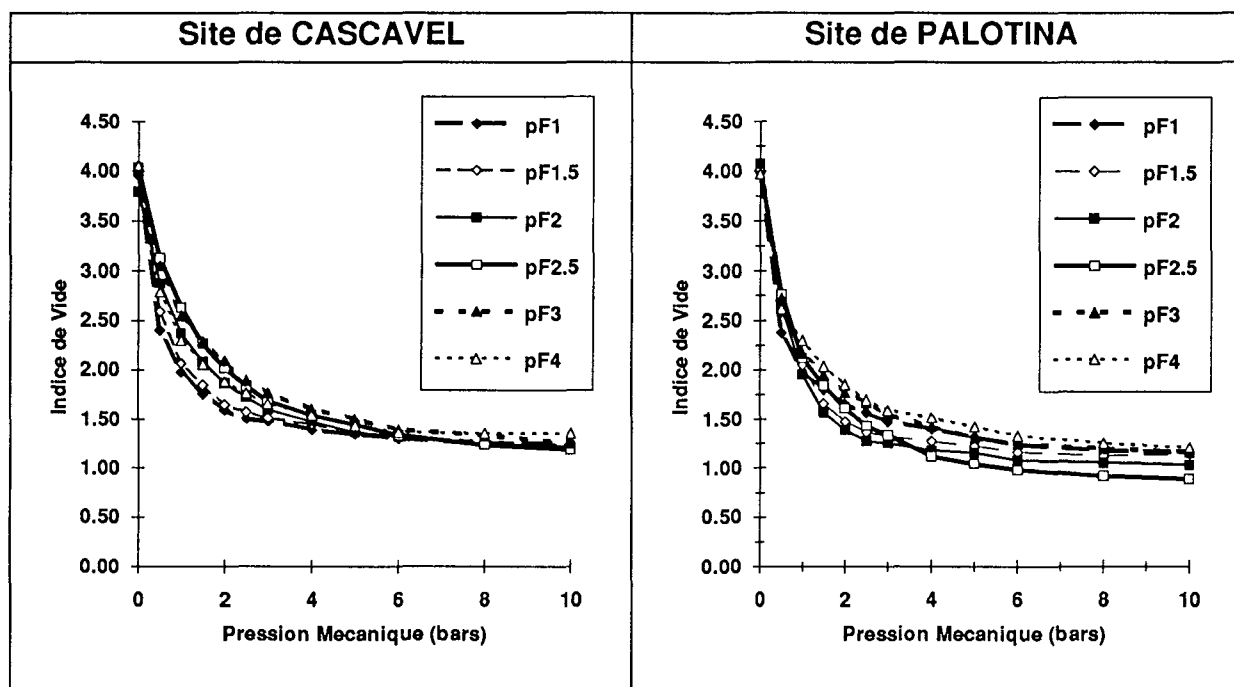 Site de CASCAVEL
Indice de Vide
4.50
4.00
3.50
3.00
2.50
2.00
1.50
1.00
0.50
0.00
0 2 4 6 8 10
Pression Mecanique (bars)
pF1
pF1.5
pF2
pF2.5
pF3
pF4
Site de PALOTINA
Indice de Vide
4.50
4.00
3.50
3.00
2.50
2.00
1.50
1.00
0.50
0.00
0 2 4 6 8 10
Pression Mecanique (bars)
pF1
pF1.5
pF2
pF2.5
pF3
pF4